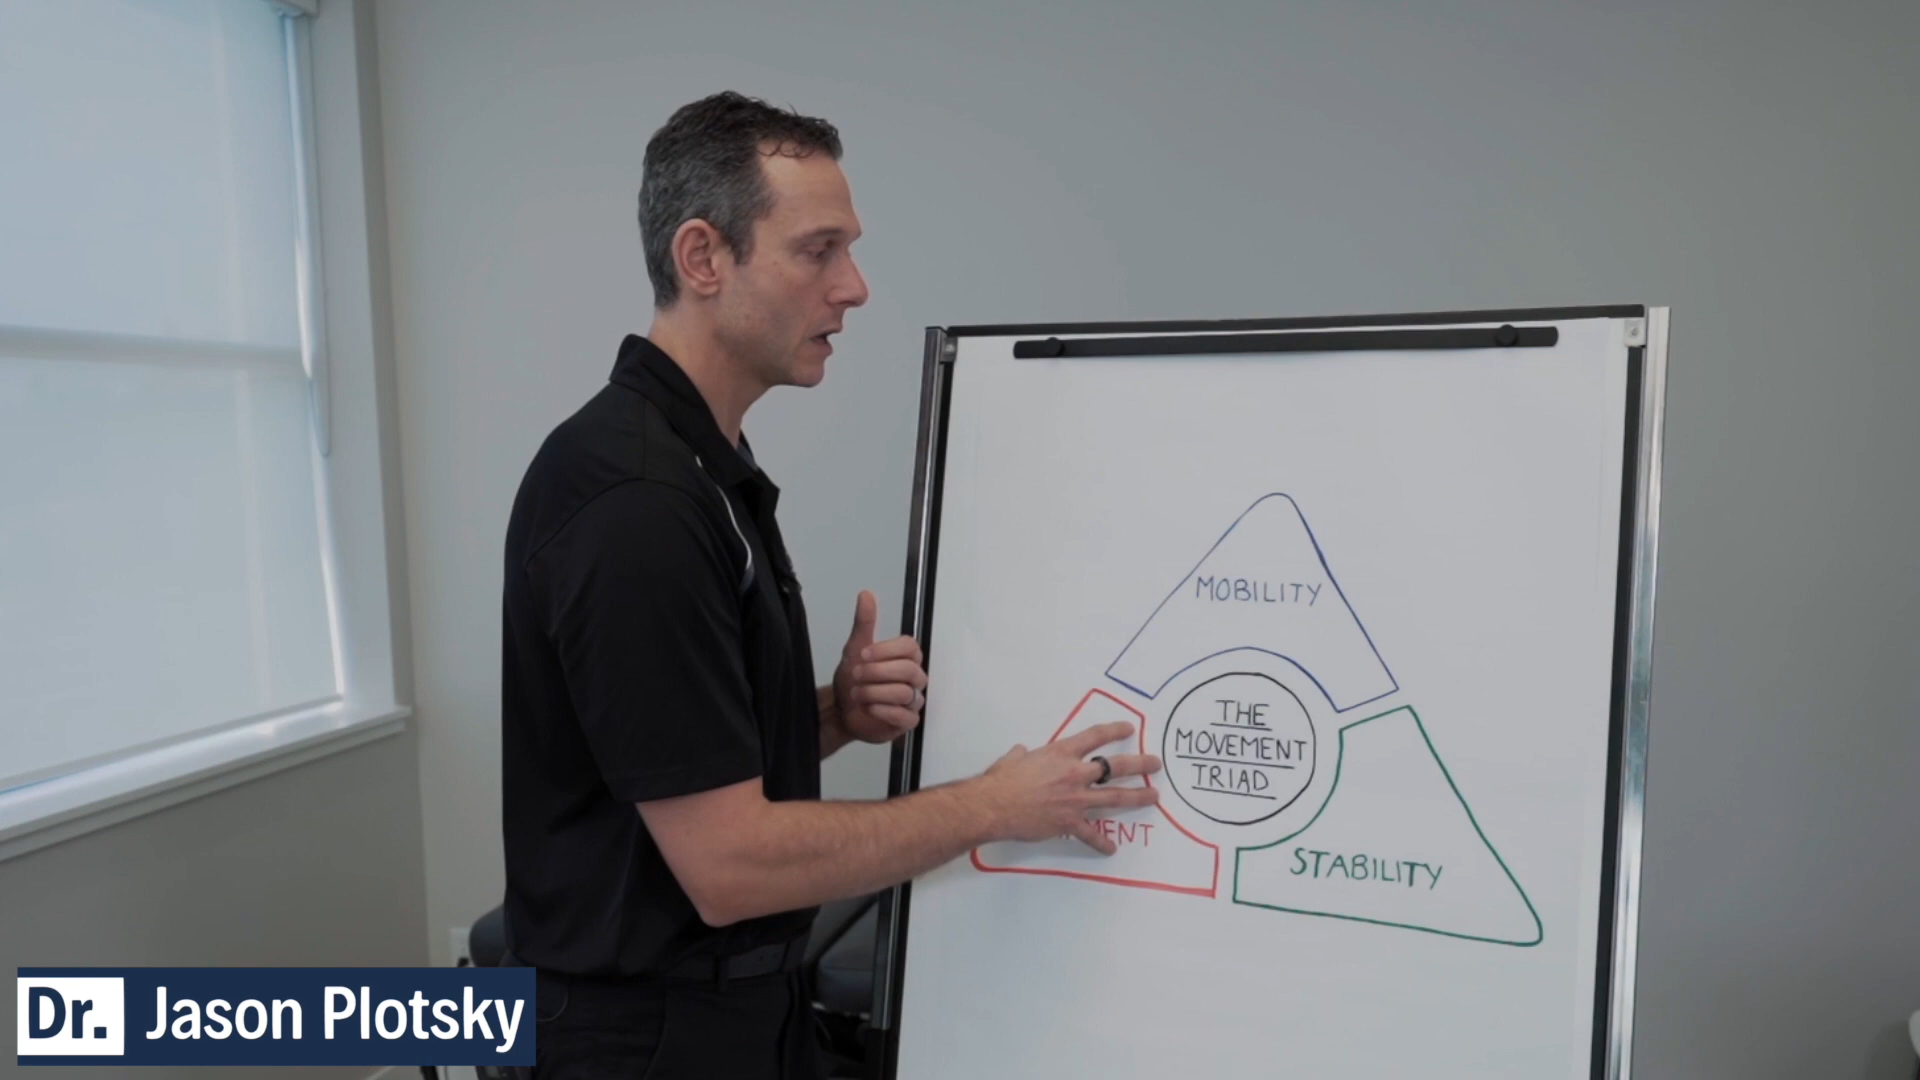 MOBILITY
THE
MOVEMENT
TRIAD
STABILITY
Dr. Jason Plotsky